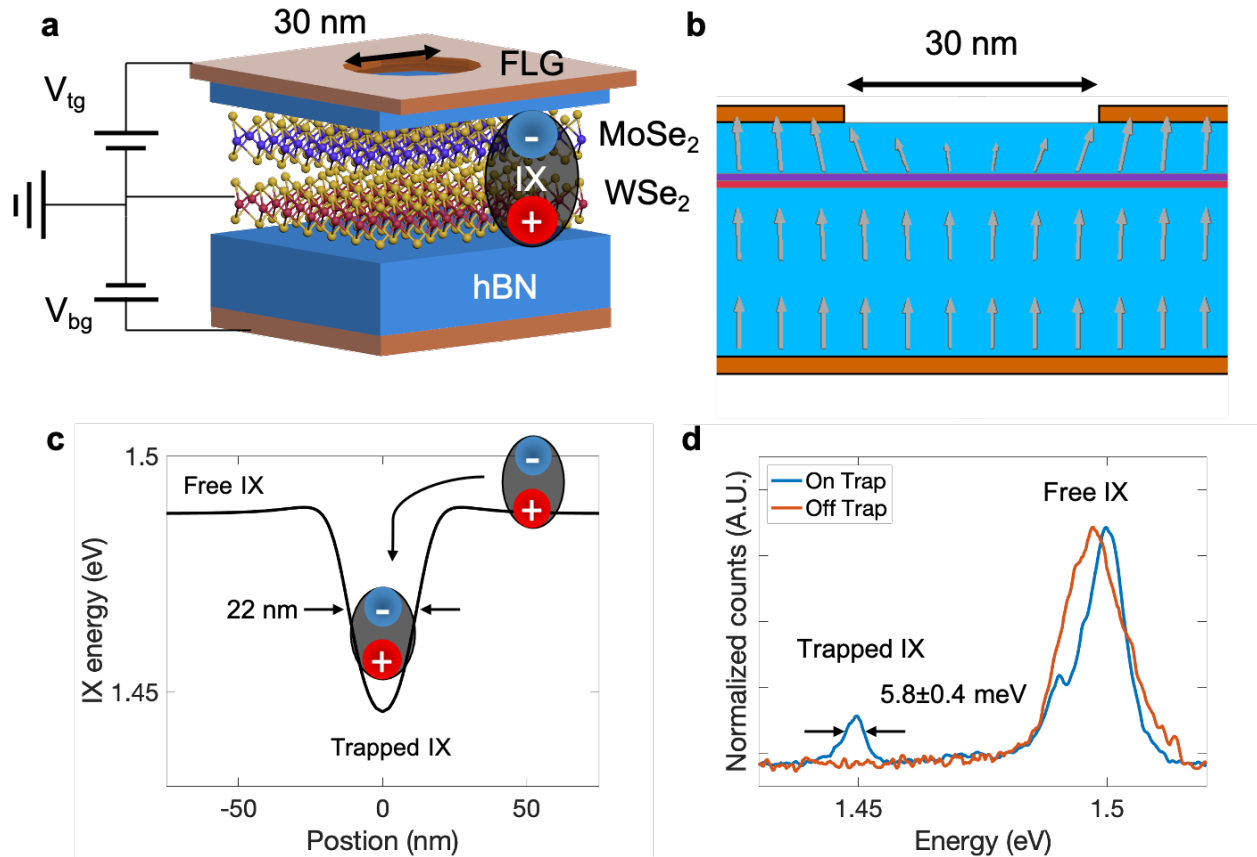 a
30 nm
FLG
V_tg
MoSe₂
IX
WSe₂
V_bg
hBN
-
+
b
30 nm
c
1.5
Free IX
-
+
IX energy (eV)
22 nm
-
+
1.45
Trapped IX
-50
0
50
Postion (nm)
d
On Trap
Off Trap
Free IX
Normalized counts (A.U.)
Trapped IX
5.8±0.4 meV
1.45
1.5
Energy (eV)